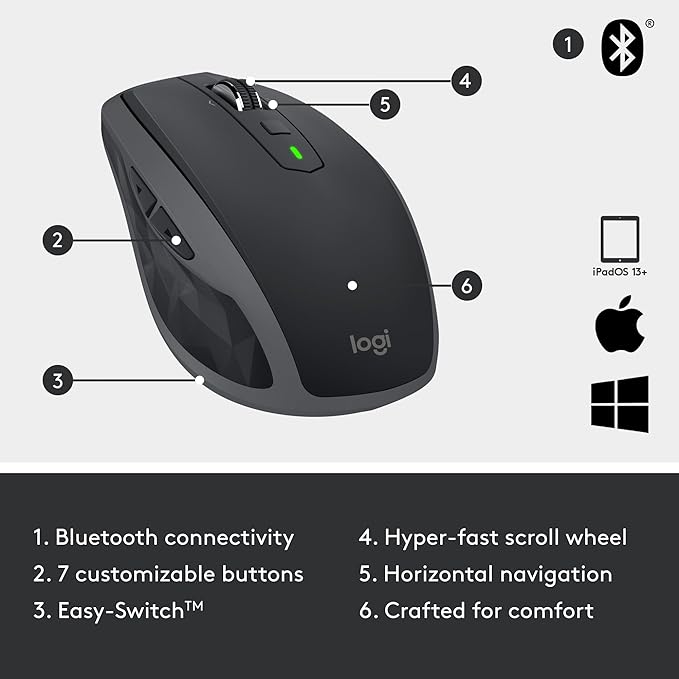 1
®
4
5
2
iPadOS 13+
6
logi
3
1. Bluetooth connectivity
2. 7 customizable buttons
3. Easy-Switch™
4. Hyper-fast scroll wheel
5. Horizontal navigation
6. Crafted for comfort